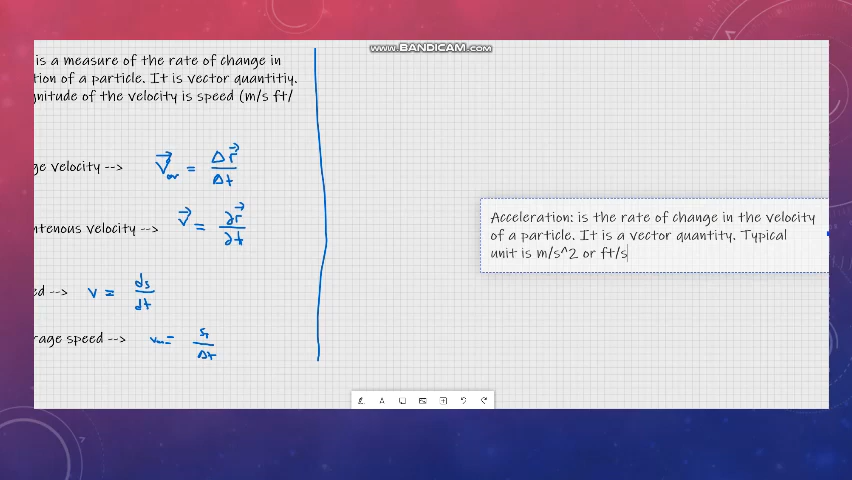 www.BANDICAM.com
is a measure of the rate of change in
tion of a particle. It is vector quantitiy.
gnitude of the velocity is speed (m/s ft/
ge velocity --> V⃗av = Δr⃗/Δt
ntenous velocity --> V⃗ = ∂r⃗/∂t
ed --> v = ds/dt
rage speed --> = sT/Δt
Acceleration: is the rate of change in the velocity
of a particle. It is a vector quantity. Typical
unit is m/s^2 or ft/s